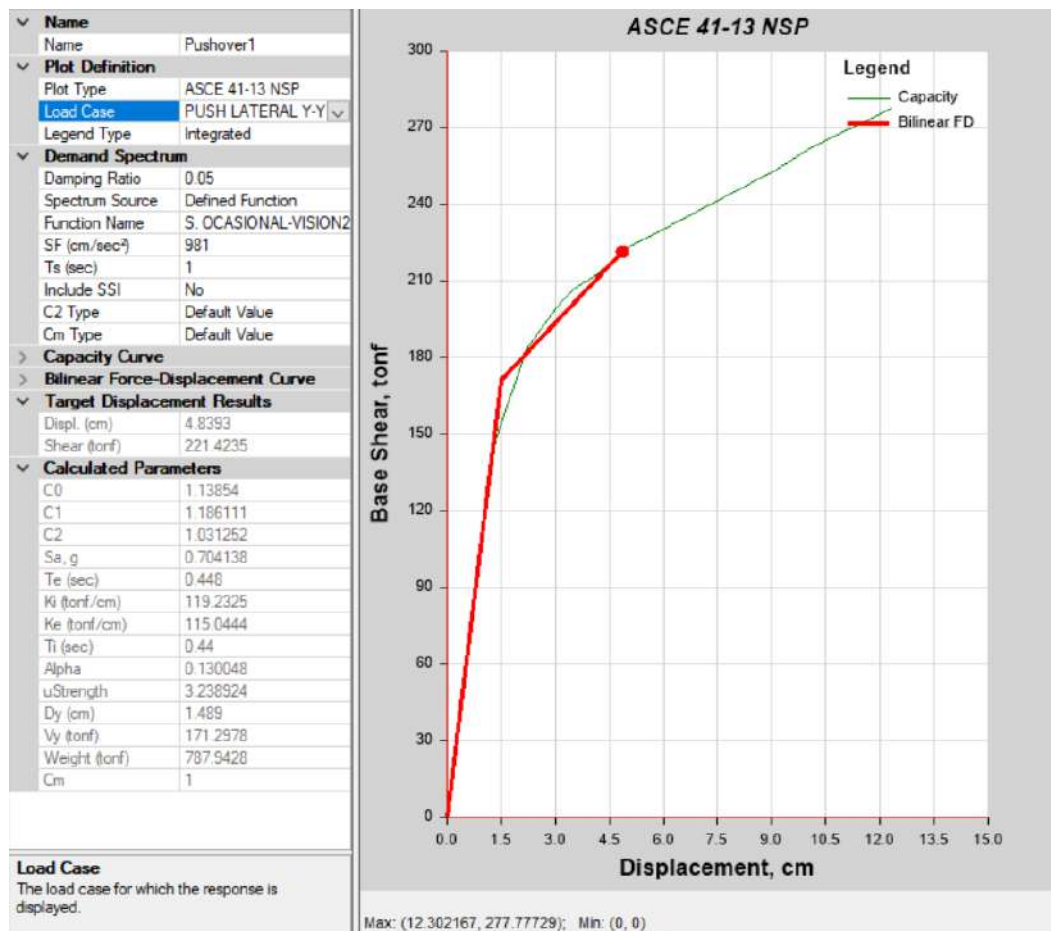 Name
Name Pushover1
Plot Definition
Plot Type ASCE 41-13 NSP
Load Case PUSH LATERAL Y-Y
Legend Type Integrated
Demand Spectrum
Damping Ratio 0.05
Spectrum Source Defined Function
Function Name S. OCASIONAL-VISION2
SF (cm/sec²) 981
Ts (sec) 1
Include SSI No
C2 Type Default Value
Cm Type Default Value
Capacity Curve
Bilinear Force-Displacement Curve
Target Displacement Results
Displ. (cm) 4.8393
Shear (tonf) 221.4235
Calculated Parameters
C0 1.13854
C1 1.186111
C2 1.031252
Sa, g 0.704138
Te (sec) 0.448
Ki (tonf/cm) 119.2325
Ke (tonf/cm) 115.0444
Ti (sec) 0.44
Alpha 0.130048
uStrength 3.238924
Dy (cm) 1.489
Vy (tonf) 171.2978
Weight (tonf) 787.9428
Cm 1
Load Case
The load case for which the response is
displayed.
ASCE 41-13 NSP
Legend
Capacity
Bilinear FD
300
270
240
210
180
150
120
90
60
30
0
Base Shear, tonf
0.0 1.5 3.0 4.5 6.0 7.5 9.0 10.5 12.0 13.5 15.0
Displacement, cm
Max: (12.302167, 277.77729); Min: (0, 0)